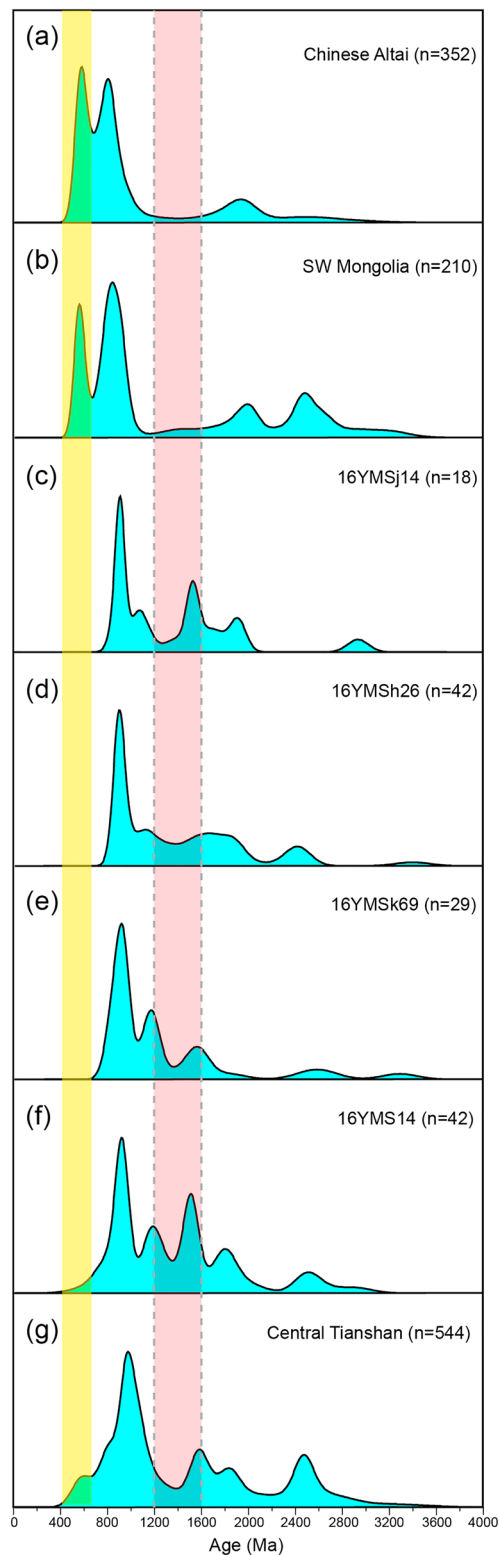 (a)
Chinese Altai (n=352)
(b)
SW Mongolia (n=210)
(c)
16YMSj14 (n=18)
(d)
16YMSh26 (n=42)
(e)
16YMSk69 (n=29)
(f)
16YMS14 (n=42)
(g)
Central Tianshan (n=544)
0 400 800 1200 1600 2000 2400 2800 3200 3600 4000
Age (Ma)